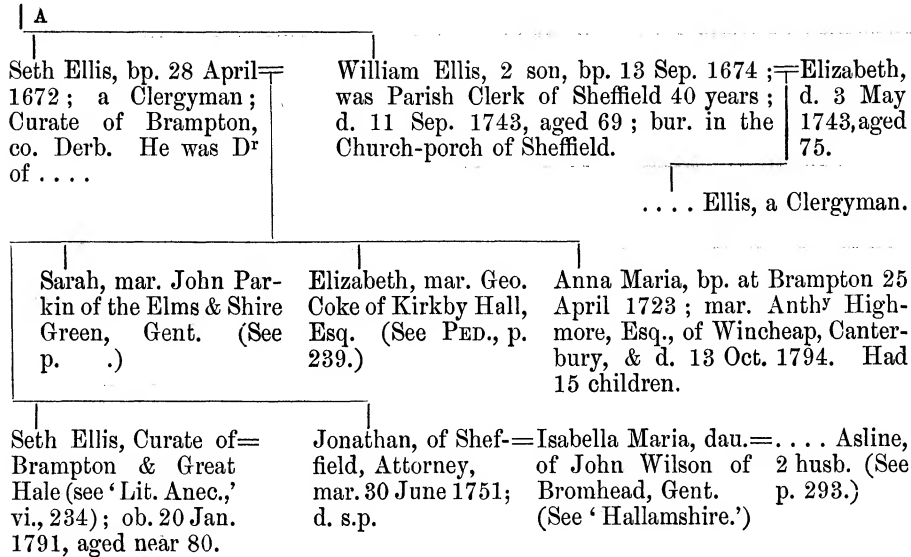 A
Seth Ellis, bp. 28 April=
1672 ; a Clergyman ;
Curate of Brampton,
co. Derb. He was Dʳ
of . . . .
William Ellis, 2 son, bp. 13 Sep. 1674 ;=
was Parish Clerk of Sheffield 40 years ;
d. 11 Sep. 1743, aged 69 ; bur. in the
Church-porch of Sheffield.
Elizabeth,
d. 3 May
1743, aged
75.
. . . . Ellis, a Clergyman.
Sarah, mar. John Par-
kin of the Elms & Shire
Green, Gent. (See
p. .)
Elizabeth, mar. Geo.
Coke of Kirkby Hall,
Esq. (See PED., p.
239.)
Anna Maria, bp. at Brampton 25
April 1723 ; mar. Anthʸ High-
more, Esq., of Wincheap, Canter-
bury, & d. 13 Oct. 1794. Had
15 children.
Seth Ellis, Curate of=
Brampton & Great
Hale (see ‘ Lit. Anec.,’
vi., 234) ; ob. 20 Jan.
1791, aged near 80.
Jonathan, of Shef-=
field, Attorney,
mar. 30 June 1751;
d. s.p.
Isabella Maria, dau.=
of John Wilson of
Bromhead, Gent.
(See ‘ Hallamshire.’)
. . . . Asline,
2 husb. (See
p. 293.)